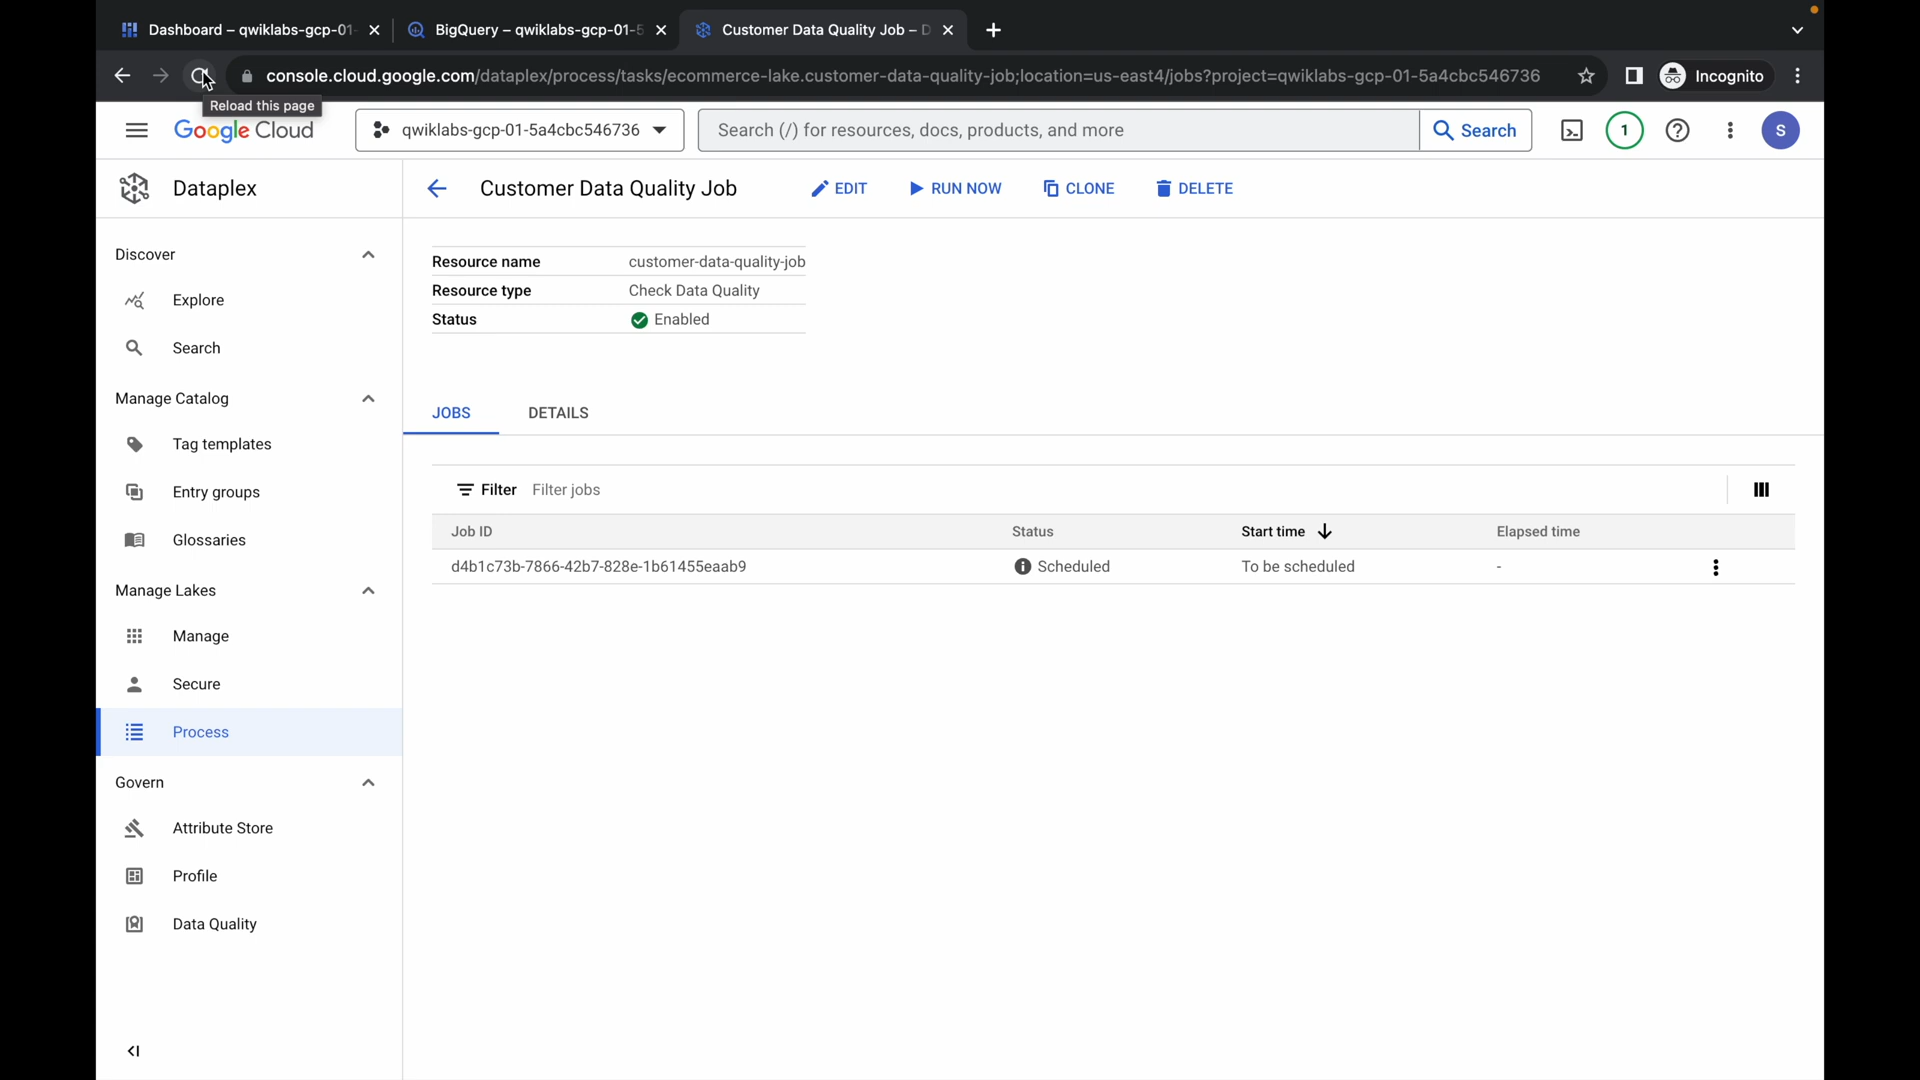 Dashboard – qwiklabs-gcp-01-
BigQuery – qwiklabs-gcp-01-5
Customer Data Quality Job – D
console.cloud.google.com/dataplex/process/tasks/ecommerce-lake.customer-data-quality-job;location=us-east4/jobs?project=qwiklabs-gcp-01-5a4cbc546736
Incognito
Reload this page
Google Cloud
qwiklabs-gcp-01-5a4cbc546736
Search (/) for resources, docs, products, and more
Search
1
S
Dataplex
Customer Data Quality Job
EDIT
RUN NOW
CLONE
DELETE
Discover
Explore
Search
Manage Catalog
Tag templates
Entry groups
Glossaries
Manage Lakes
Manage
Secure
Process
Govern
Attribute Store
Profile
Data Quality
Resource name customer-data-quality-job
Resource type Check Data Quality
Status Enabled
JOBS DETAILS
Filter Filter jobs
Job ID Status Start time Elapsed time
d4b1c73b-7866-42b7-828e-1b61455eaab9 Scheduled To be scheduled -